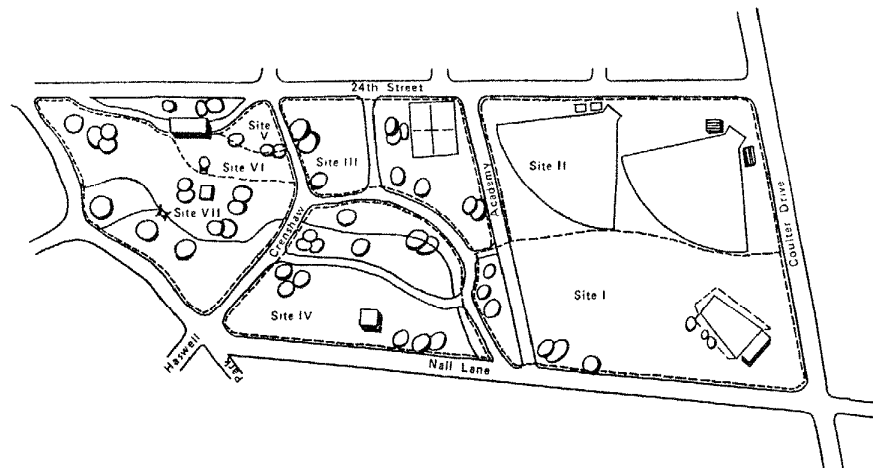 24th Street
Site V
Site III
Site VI
Site II
Academy
Site VII
Crenshaw
Coulter Drive
Site I
Site IV
Haswell
Park
Nall Lane